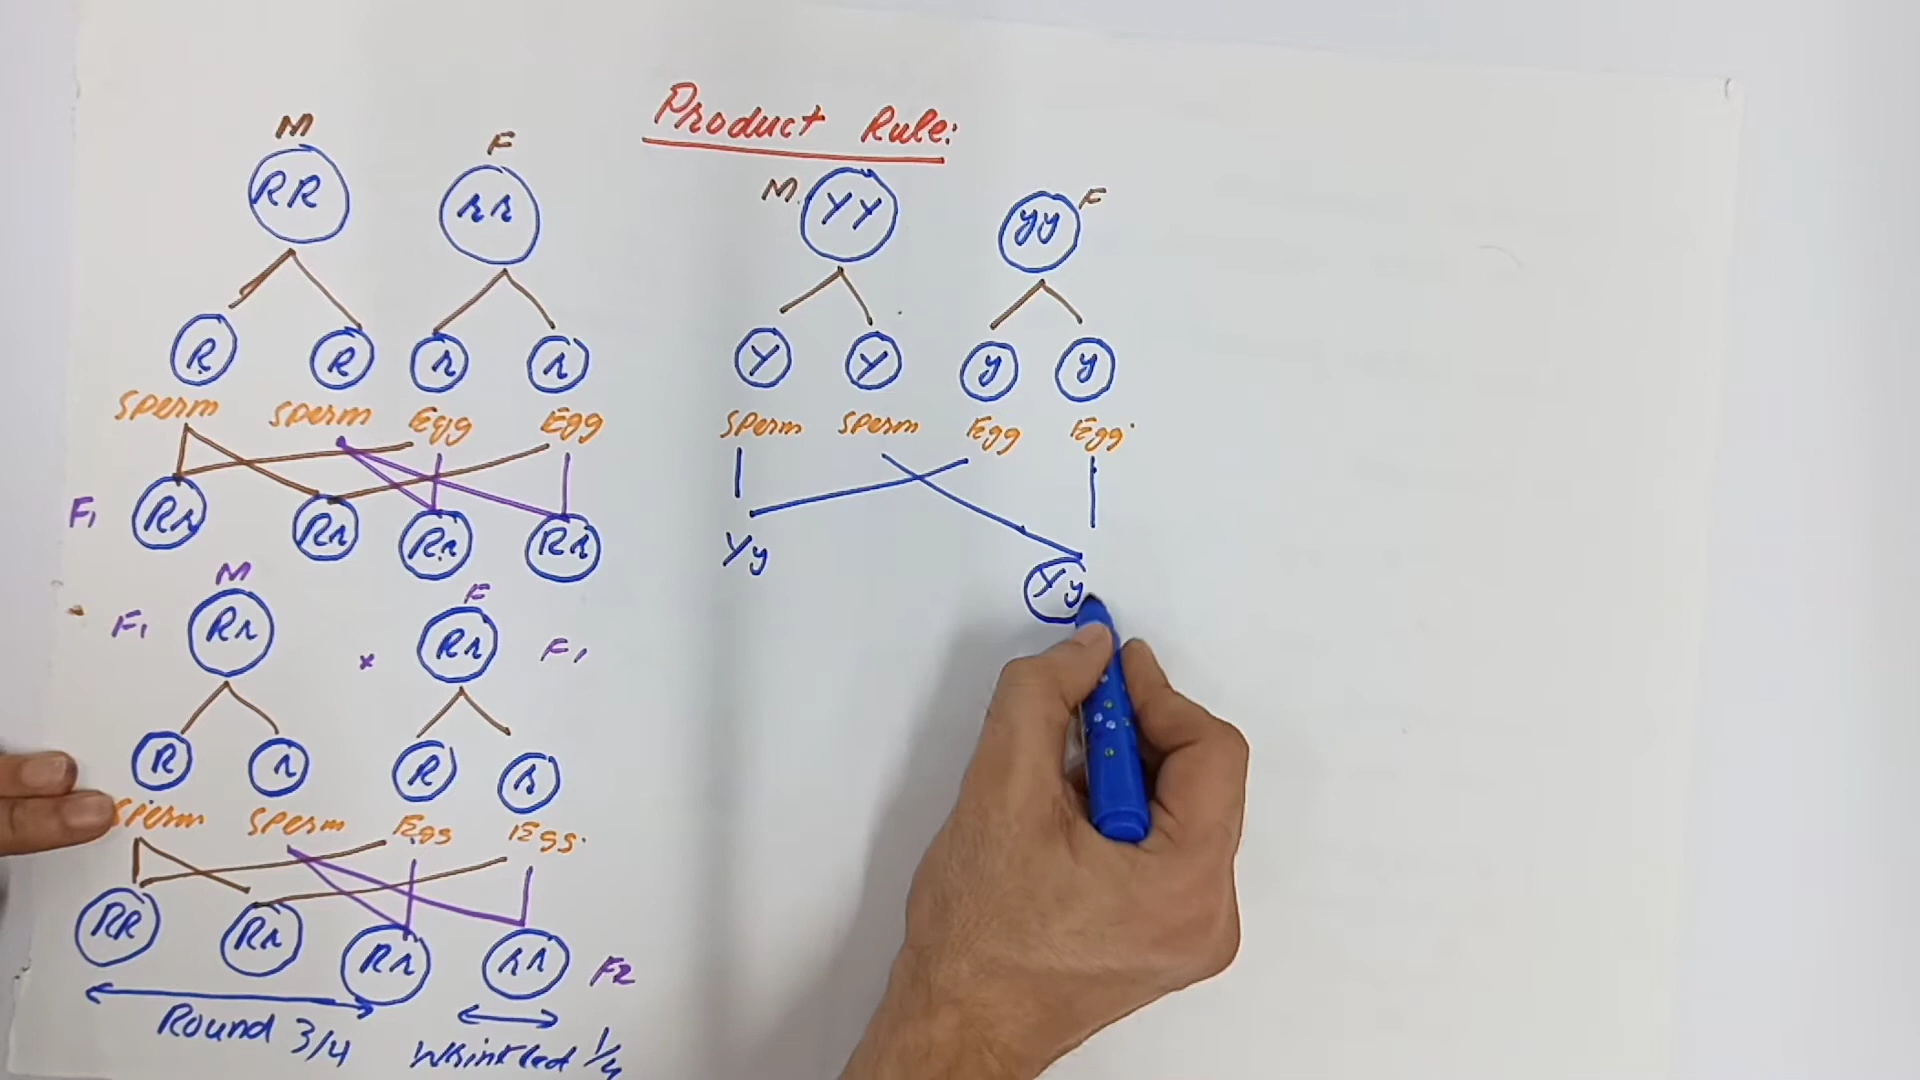 Product Rule:
M
F
RR
rr
R
R
r
r
Sperm
Sperm
Egg
Egg
F1
Rr
Rr
Rr
Rr
M
F
F1
Rr
x
Rr
F1
R
r
R
r
Sperm
Sperm
Egg
Egg.
RR
Rr
Rr
rr
F2
Round 3/4
Wrinkled 1/4
M
F
YY
yy
Y
Y
y
y
Sperm
Sperm
Egg
Egg.
Yy
Yy